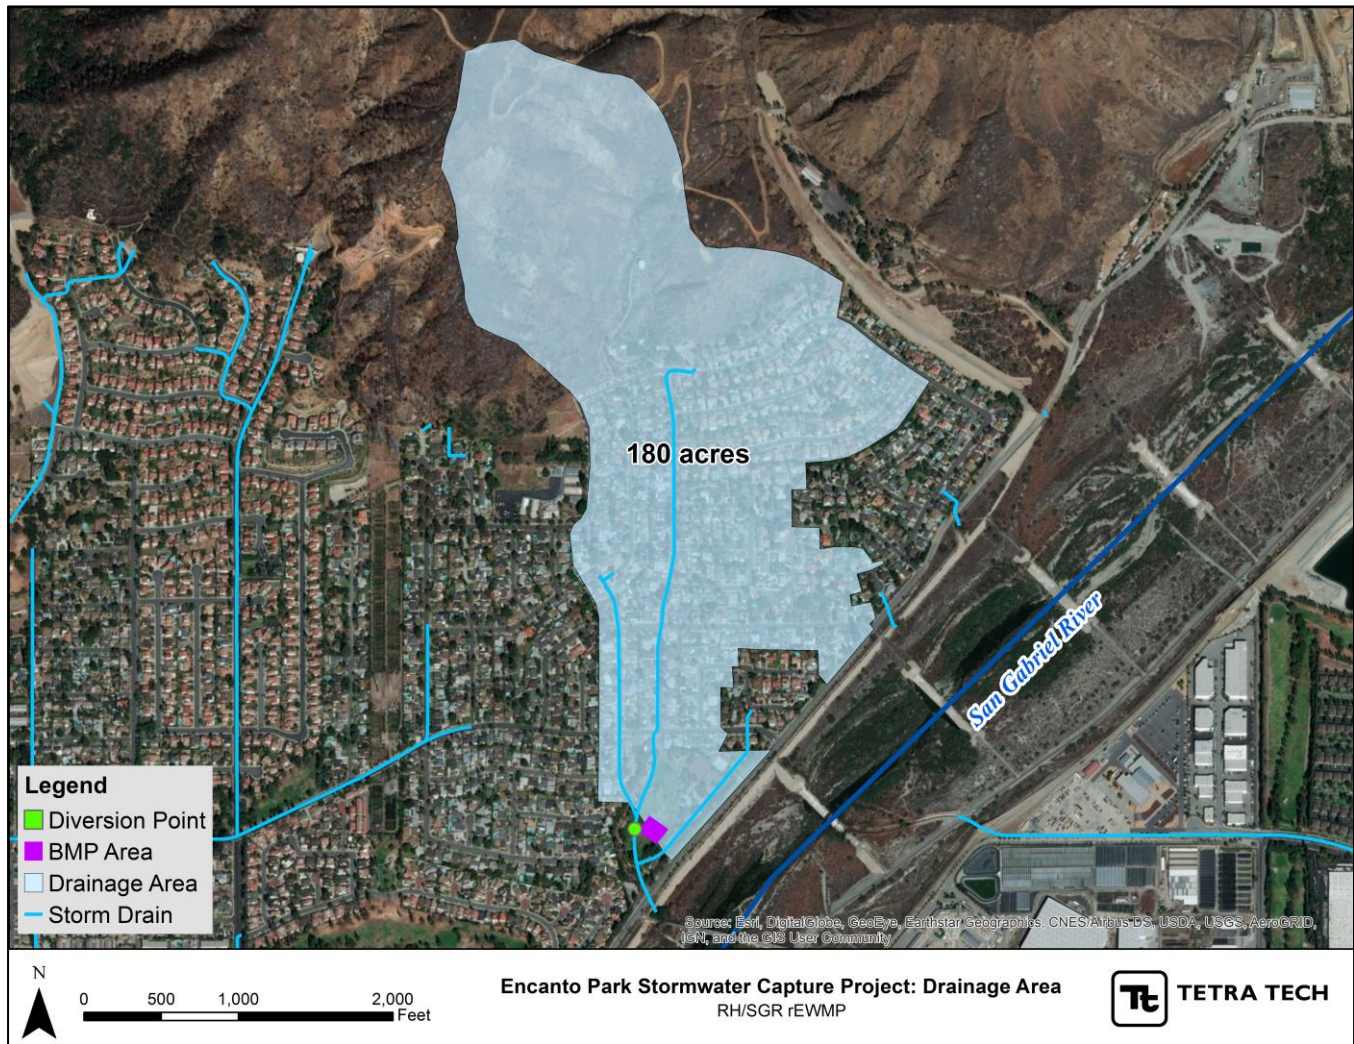 180 acres
San Gabriel River
Legend
Diversion Point
BMP Area
Drainage Area
Storm Drain
Source: Esri, DigitalGlobe, GeoEye, Earthstar Geographics, CNES/Airbus DS, USDA, USGS, AeroGRID,
IGN, and the GIS User Community
N
0 500 1,000 2,000
Feet
Encanto Park Stormwater Capture Project: Drainage Area
RH/SGR rEWMP
Tt TETRA TECH